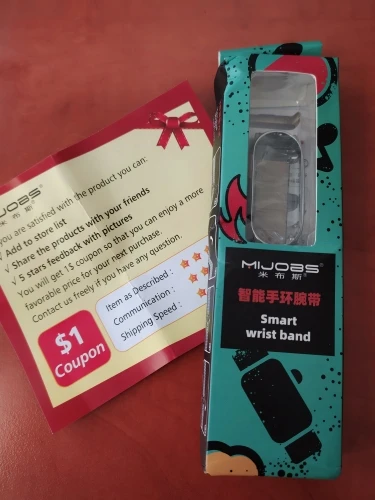 MIJOBS
米布斯
you are satisfied with the product you can:
√ Add to store list
√ Share the products with your friends
√ 5 stars feedback with pictures
You will get 1$ coupon so that you can enjoy a more
favorable price for your next purchase.
Contact us freely if you have any question.
Item as Described :
Communication :
Shipping Speed :
$1
Coupon
MIJOBS®
米布斯
智能手环腕带
Smart
wrist band